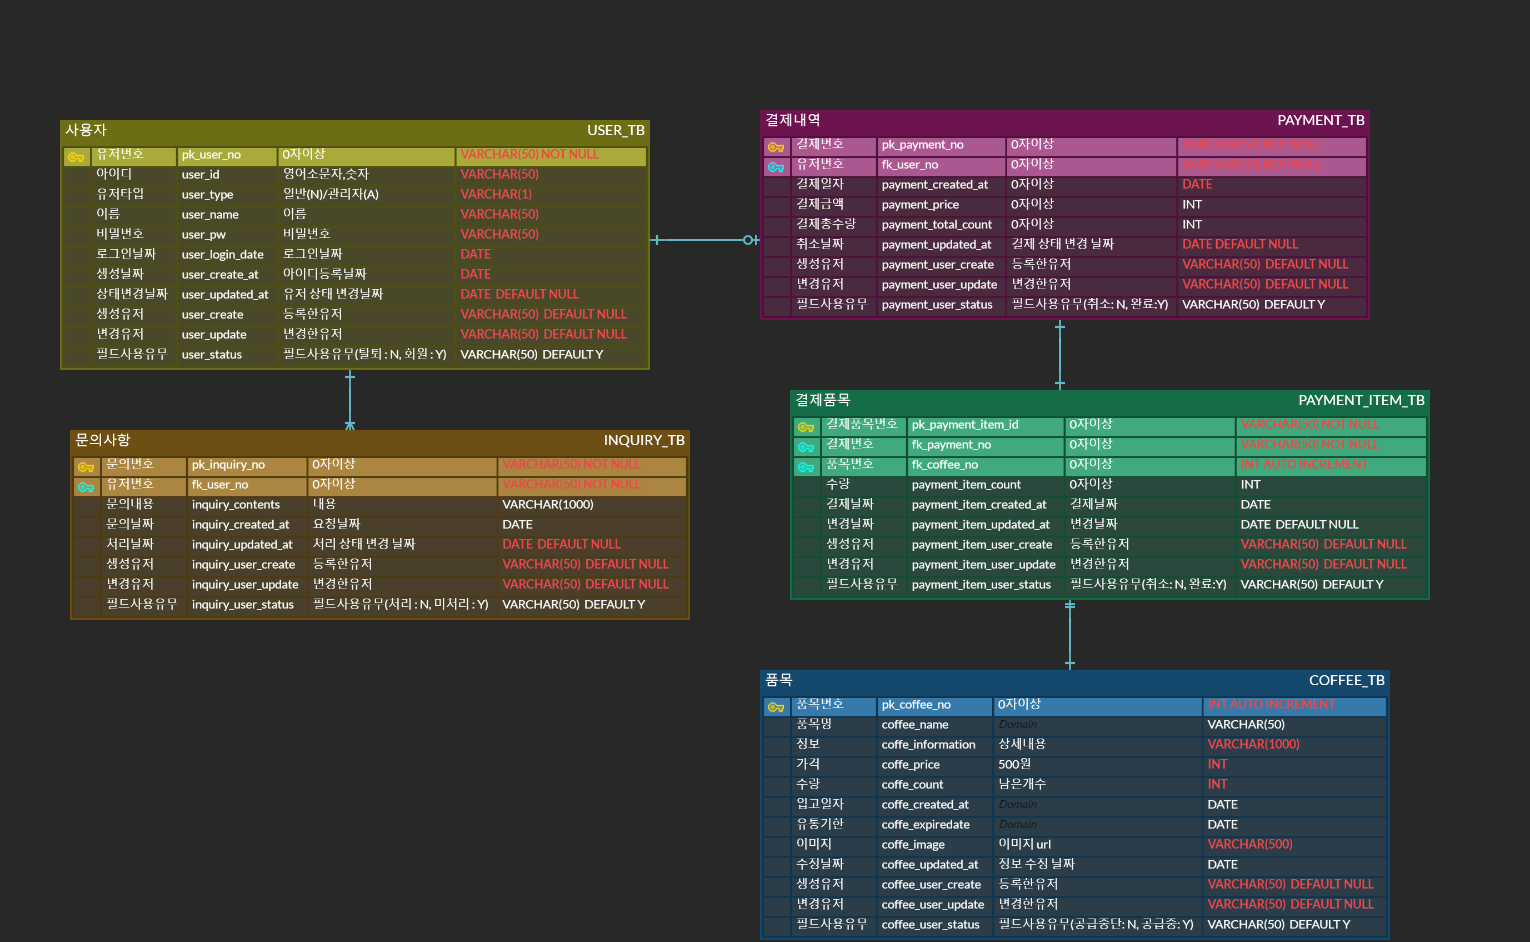 사용자 USER_TB
유저번호 pk_user_no 0자이상 VARCHAR(50) NOT NULL
아이디 user_id 영어소문자,숫자 VARCHAR(50)
유저타입 user_type 일반(N)/관리자(A) VARCHAR(1)
이름 user_name 이름 VARCHAR(50)
비밀번호 user_pw 비밀번호 VARCHAR(50)
로그인날짜 user_login_date 로그인날짜 DATE
생성날짜 user_create_at 아이디등록날짜 DATE
상태변경날짜 user_updated_at 유저 상태 변경날짜 DATE DEFAULT NULL
생성유저 user_create 등록한유저 VARCHAR(50) DEFAULT NULL
변경유저 user_update 변경한유저 VARCHAR(50) DEFAULT NULL
필드사용유무 user_status 필드사용유무(탈퇴 : N, 회원 : Y) VARCHAR(50) DEFAULT Y
결제내역 PAYMENT_TB
결제번호 pk_payment_no 0자이상 VARCHAR(50) NOT NULL
유저번호 fk_user_no 0자이상 VARCHAR(50) NOT NULL
결제일자 payment_created_at 0자이상 DATE
결제금액 payment_price 0자이상 INT
결제총수량 payment_total_count 0자이상 INT
취소날짜 payment_updated_at 결제 상태 변경 날짜 DATE DEFAULT NULL
생성유저 payment_user_create 등록한유저 VARCHAR(50) DEFAULT NULL
변경유저 payment_user_update 변경한유저 VARCHAR(50) DEFAULT NULL
필드사용유무 payment_user_status 필드사용유무(취소: N, 완료:Y) VARCHAR(50) DEFAULT Y
문의사항 INQUIRY_TB
문의번호 pk_inquiry_no 0자이상 VARCHAR(50) NOT NULL
유저번호 fk_user_no 0자이상 VARCHAR(50) NOT NULL
문의내용 inquiry_contents 내용 VARCHAR(1000)
문의날짜 inquiry_created_at 요청날짜 DATE
처리날짜 inquiry_updated_at 처리 상태 변경 날짜 DATE DEFAULT NULL
생성유저 inquiry_user_create 등록한유저 VARCHAR(50) DEFAULT NULL
변경유저 inquiry_user_update 변경한유저 VARCHAR(50) DEFAULT NULL
필드사용유무 inquiry_user_status 필드사용유무(처리 : N, 미처리 : Y) VARCHAR(50) DEFAULT Y
결제품목 PAYMENT_ITEM_TB
결제품목번호 pk_payment_item_id 0자이상 VARCHAR(50) NOT NULL
결제번호 fk_payment_no 0자이상 VARCHAR(50) NOT NULL
품목번호 fk_coffee_no 0자이상 INT AUTO INCREMENT
수량 payment_item_count 0자이상 INT
결제날짜 payment_item_created_at 결제날짜 DATE
변경날짜 payment_item_updated_at 변경날짜 DATE DEFAULT NULL
생성유저 payment_item_user_create 등록한유저 VARCHAR(50) DEFAULT NULL
변경유저 payment_item_user_update 변경한유저 VARCHAR(50) DEFAULT NULL
필드사용유무 payment_item_user_status 필드사용유무(취소: N, 완료:Y) VARCHAR(50) DEFAULT Y
품목 COFFEE_TB
품목번호 pk_coffee_no 0자이상 INT AUTO INCREMENT
품목명 coffee_name Domain VARCHAR(50)
정보 coffe_information 상세내용 VARCHAR(1000)
가격 coffe_price 500원 INT
수량 coffe_count 남은개수 INT
입고일자 coffe_created_at Domain DATE
유통기한 coffe_expiredate Domain DATE
이미지 coffe_image 이미지 url VARCHAR(500)
수정날짜 coffee_updated_at 정보 수정 날짜 DATE
생성유저 coffee_user_create 등록한유저 VARCHAR(50) DEFAULT NULL
변경유저 coffee_user_update 변경한유저 VARCHAR(50) DEFAULT NULL
필드사용유무 coffee_user_status 필드사용유무(공급중단: N, 공급중: Y) VARCHAR(50) DEFAULT Y